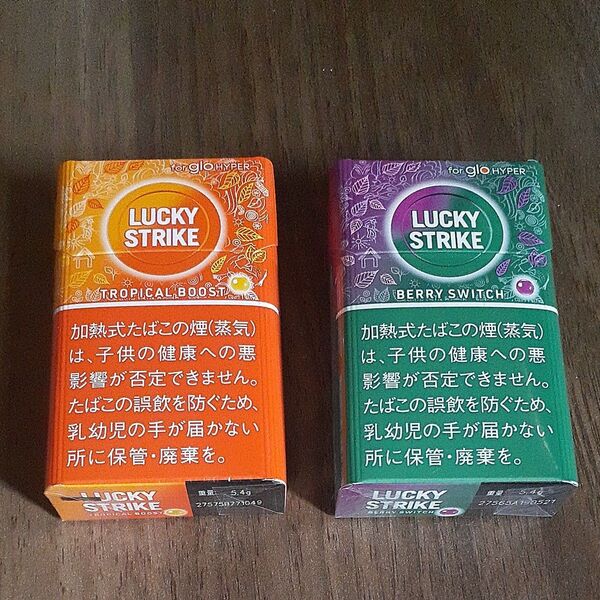 for glo HYPER
LUCKY
STRIKE
TROPICAL BOOST
加熱式たばこの煙(蒸気)
は、子供の健康への悪
影響が否定できません。
たばこの誤飲を防ぐため、
乳幼児の手が届かない
所に保管・廃棄を。
LUCKY
STRIKE
TROPICAL BOOST
重量: 5.4g
27575B771049
for glo HYPER
LUCKY
STRIKE
BERRY SWITCH
加熱式たばこの煙(蒸気)
は、子供の健康への悪
影響が否定できません。
たばこの誤飲を防ぐため、
乳幼児の手が届かない
所に保管・廃棄を。
LUCKY
STRIKE
BERRY SWITCH
重量: 5.4g